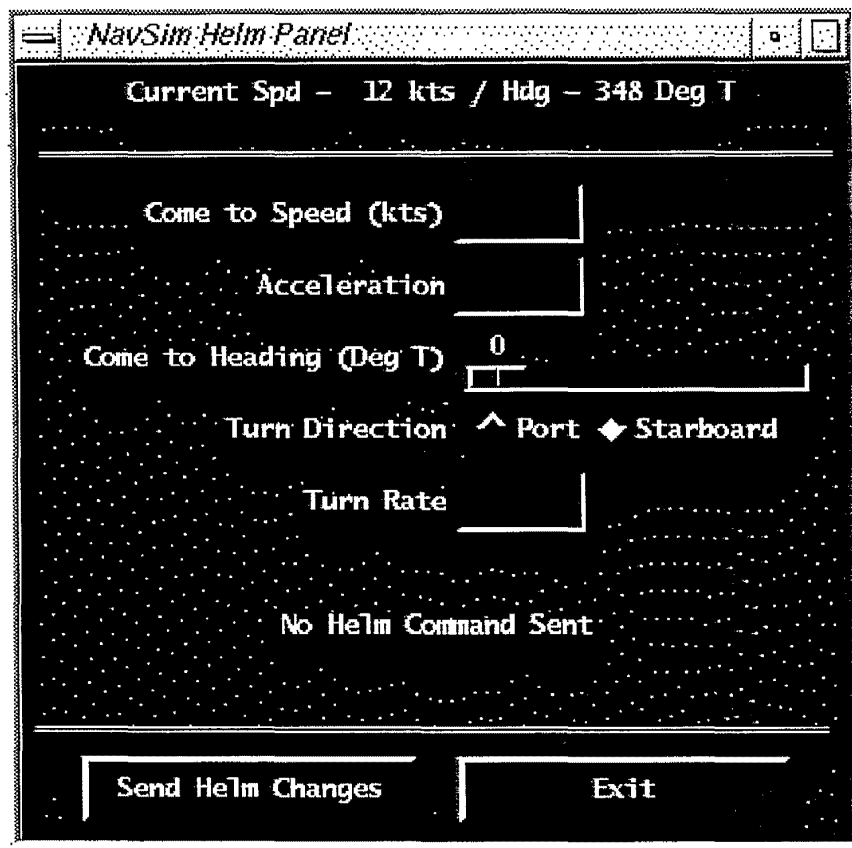 NavSim Helm Panel
Current Spd - 12 kts / Hdg - 348 Deg T
Come to Speed (kts)
Acceleration
0
Come to Heading (Deg T)
Turn Direction Port Starboard
Turn Rate
No Helm Command Sent
Send Helm Changes Exit